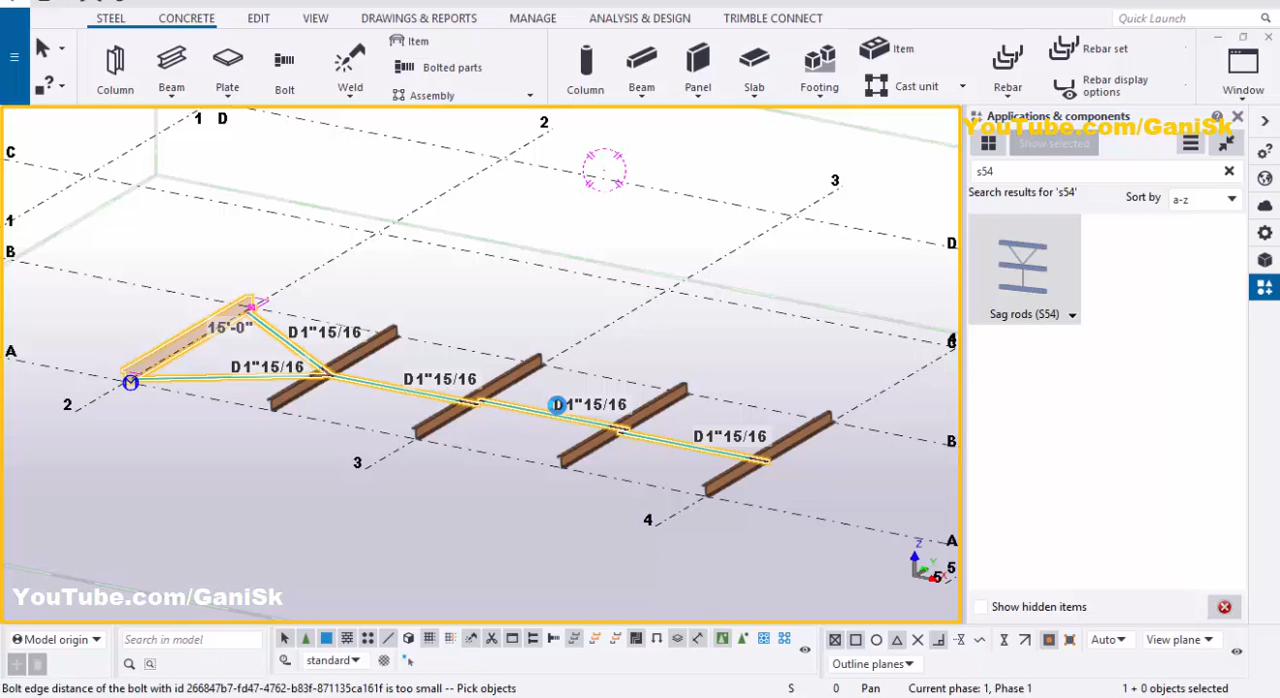 STEEL CONCRETE EDIT VIEW DRAWINGS & REPORTS MANAGE ANALYSIS & DESIGN TRIMBLE CONNECT Quick Launch
Column Beam Plate Bolt Weld Item Bolted parts Assembly
Column Beam Panel Slab Footing Item Cast unit Rebar Rebar set Rebar display options Window
Applications & components
YouTube.com/GaniSk
Show selected
s54
Search results for 's54'
Sort by a-z
Sag rods (S54)
Show hidden items
1 D
2
3
C
1
B
D
A
15'-0"
D1"15/16
D1"15/16
D1"15/16
D1"15/16
D1"15/16
2
3
4
B
A
5
5
Z
YouTube.com/GaniSk
Model origin Search in model
standard
Auto View plane
Outline planes
Bolt edge distance of the bolt with id 266847b7-fd47-4762-b83f-871135ca161f is too small -- Pick objects S 0 Pan Current phase: 1, Phase 1 1 + 0 objects selected